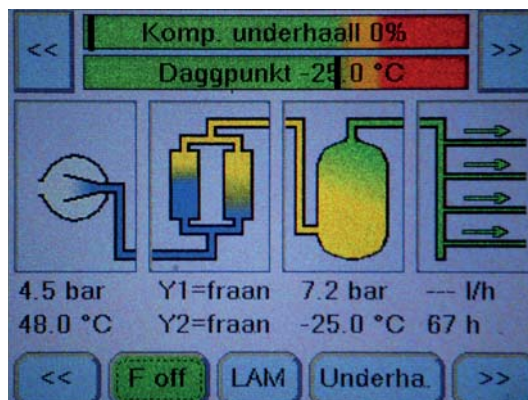 << Komp. underhaall 0% >>
Daggpunkt -25.0 °C
4.5 bar Y1=fraan 7.2 bar --- l/h
48.0 °C Y2=fraan -25.0 °C 67 h
<< F off LAM Underha. >>